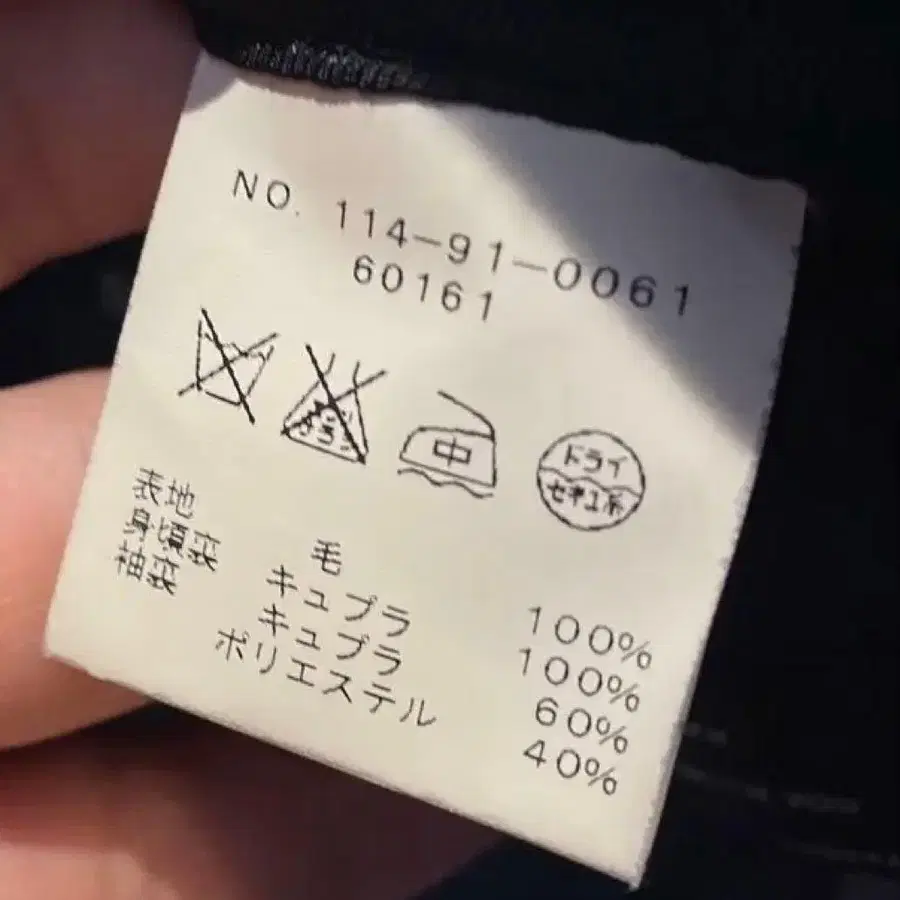 NO. 114-91-0061
60161
中
ドライ
セキユ系
表地 毛 100%
身頃裏 キュプラ 100%
袖裏 キュプラ 60%
ポリエステル 40%